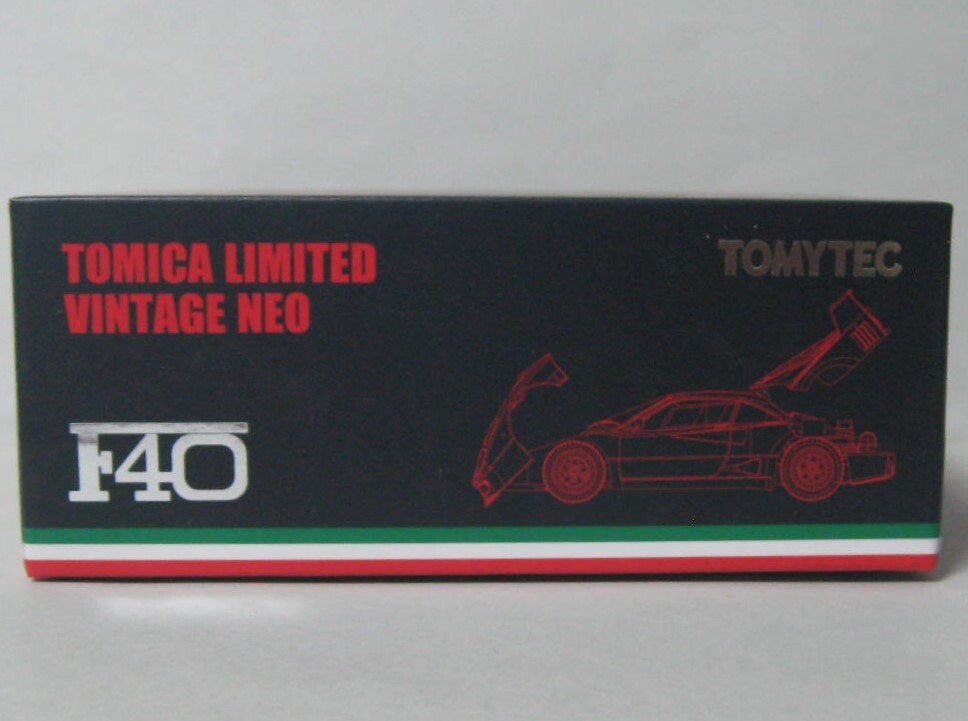 TOMICA LIMITED
VINTAGE NEO
TOMYTEC
F40